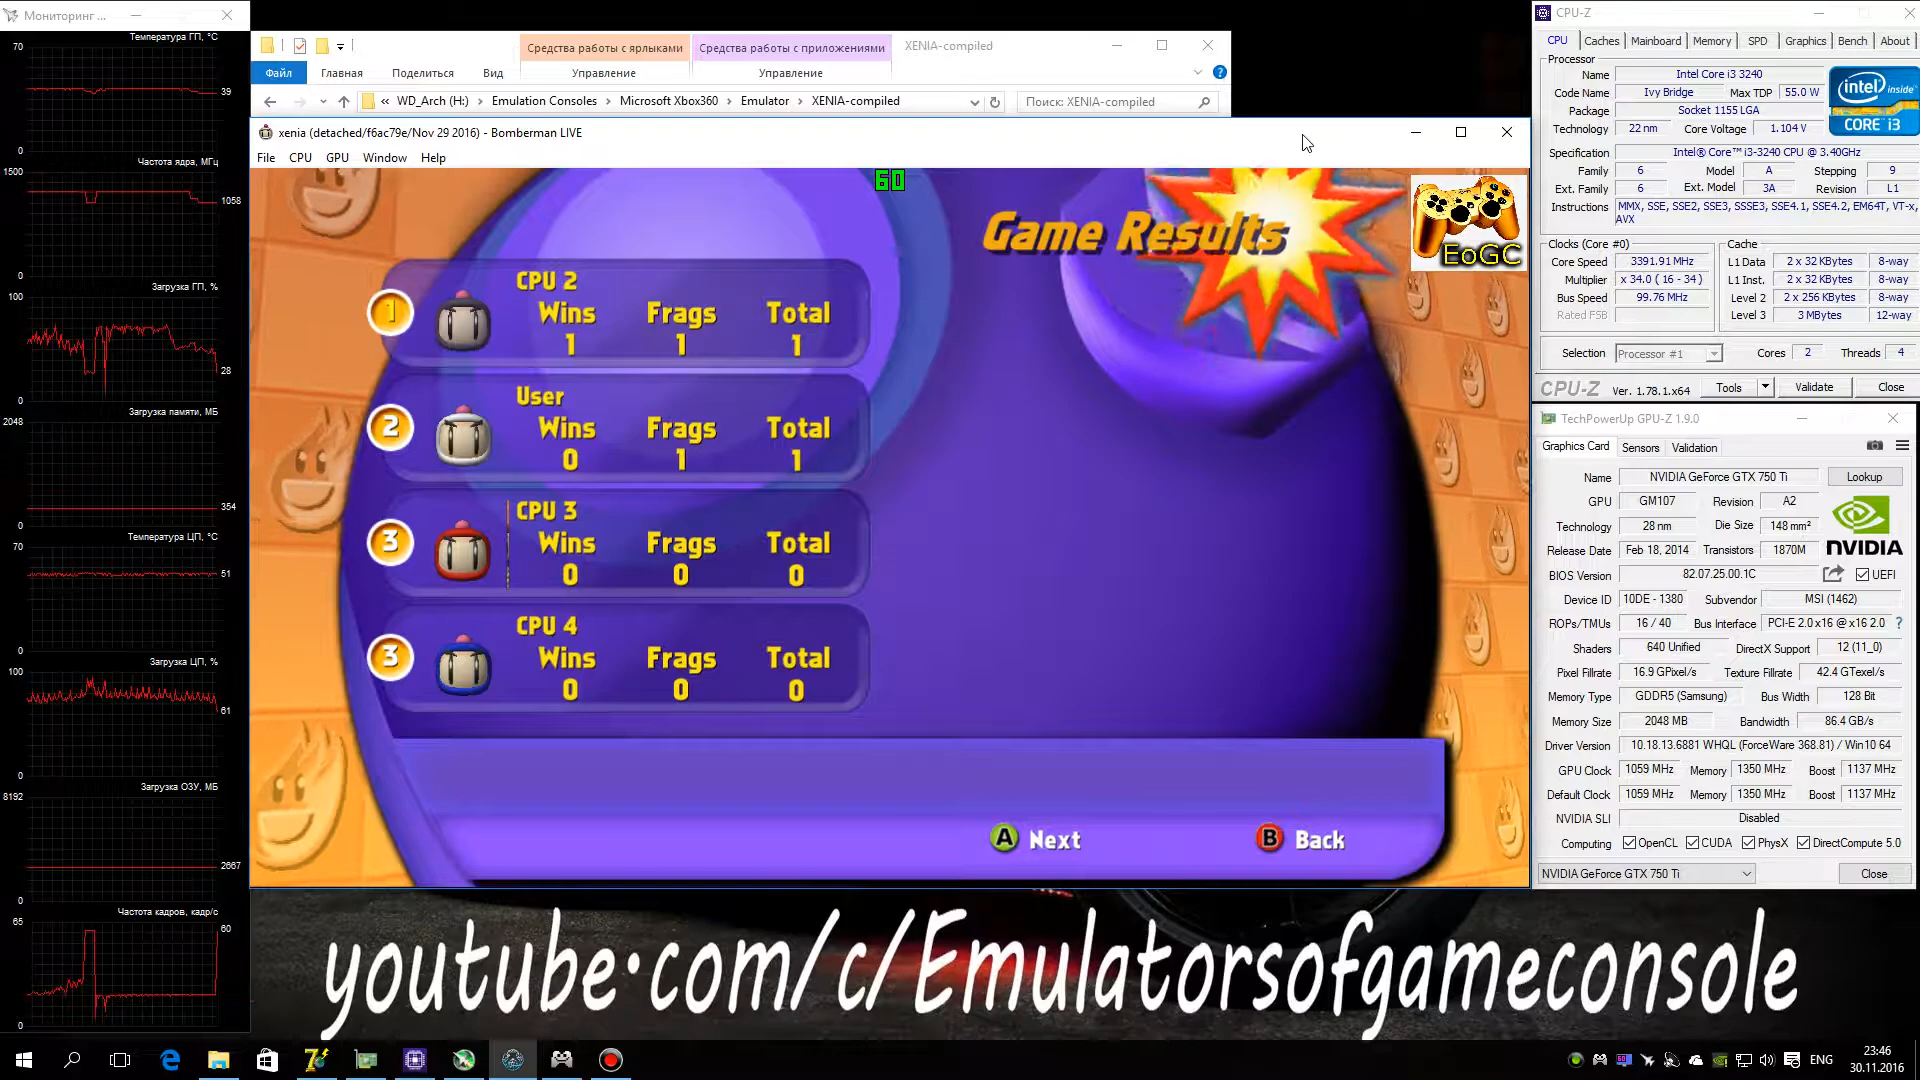 Мониторинг ...
Температура ГП, °C
70
39
0
Частота ядра, МГц
1500
1058
0
Загрузка ГП, %
100
28
0
Загрузка памяти, МБ
2048
354
0
Температура ЦП, °C
70
51
0
Загрузка ЦП, %
100
61
0
Загрузка ОЗУ, МБ
8192
2667
0
Частота кадров, кадр/с
65
60
0
Средства работы с ярлыками
Средства работы с приложениями
XENIA-compiled
Файл
Главная
Поделиться
Вид
Управление
Управление
« WD_Arch (H:) > Emulation Consoles > Microsoft Xbox360 > Emulator > XENIA-compiled
Поиск: XENIA-compiled
xenia (detached/f6ac79e/Nov 29 2016) - Bomberman LIVE
File CPU GPU Window Help
60
Game Results
EoGC
1
CPU 2
Wins Frags Total
1 1 1
2
User
Wins Frags Total
0 1 1
3
CPU 3
Wins Frags Total
0 0 0
3
CPU 4
Wins Frags Total
0 0 0
A Next
B Back
youtube.com/c/Emulatorsofgameconsole
CPU-Z
CPU Caches Mainboard Memory SPD Graphics Bench About
Processor
Name Intel Core i3 3240
Code Name Ivy Bridge Max TDP 55.0 W
Package Socket 1155 LGA
Technology 22 nm Core Voltage 1.104 V
intel inside
CORE i3
Specification Intel® Core™ i3-3240 CPU @ 3.40GHz
Family 6 Model A Stepping 9
Ext. Family 6 Ext. Model 3A Revision L1
Instructions MMX, SSE, SSE2, SSE3, SSSE3, SSE4.1, SSE4.2, EM64T, VT-x,
AVX
Clocks (Core #0)
Core Speed 3391.91 MHz
Multiplier x 34.0 ( 16 - 34 )
Bus Speed 99.76 MHz
Rated FSB
Cache
L1 Data 2 x 32 KBytes 8-way
L1 Inst. 2 x 32 KBytes 8-way
Level 2 2 x 256 KBytes 8-way
Level 3 3 MBytes 12-way
Selection Processor #1 Cores 2 Threads 4
CPU-Z Ver. 1.78.1.x64 Tools Validate Close
TechPowerUp GPU-Z 1.9.0
Graphics Card Sensors Validation
Name NVIDIA GeForce GTX 750 Ti Lookup
GPU GM107 Revision A2
Technology 28 nm Die Size 148 mm²
Release Date Feb 18, 2014 Transistors 1870M
NVIDIA
BIOS Version 82.07.25.00.1C UEFI
Device ID 10DE - 1380 Subvendor MSI (1462)
ROPs/TMUs 16 / 40 Bus Interface PCI-E 2.0 x16 @ x16 2.0 ?
Shaders 640 Unified DirectX Support 12 (11_0)
Pixel Fillrate 16.9 GPixel/s Texture Fillrate 42.4 GTexel/s
Memory Type GDDR5 (Samsung) Bus Width 128 Bit
Memory Size 2048 MB Bandwidth 86.4 GB/s
Driver Version 10.18.13.6881 WHQL (ForceWare 368.81) / Win10 64
GPU Clock 1059 MHz Memory 1350 MHz Boost 1137 MHz
Default Clock 1059 MHz Memory 1350 MHz Boost 1137 MHz
NVIDIA SLI Disabled
Computing OpenCL CUDA PhysX DirectCompute 5.0
NVIDIA GeForce GTX 750 Ti Close
ENG
23:46
30.11.2016